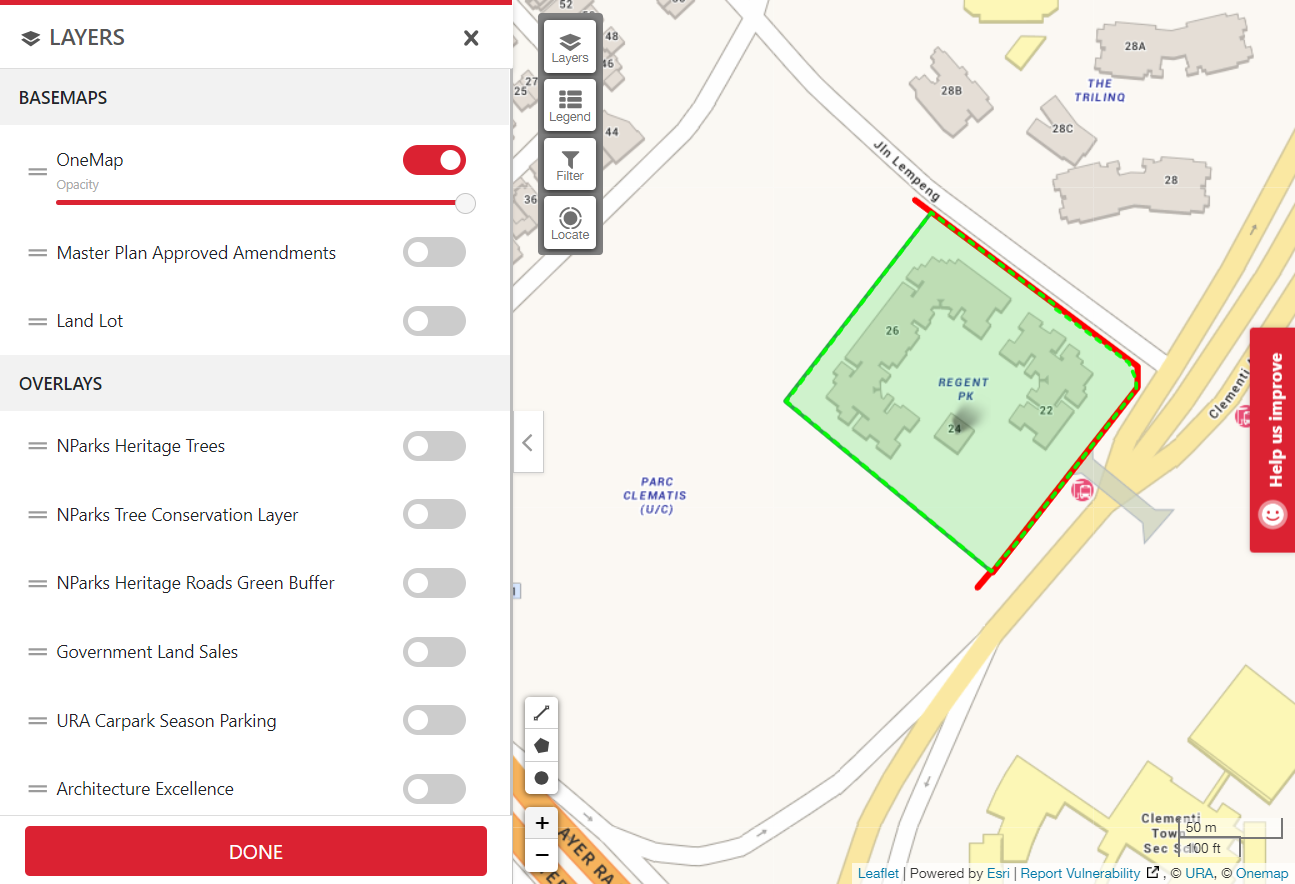 LAYERS
BASEMAPS
OneMap
Opacity
Master Plan Approved Amendments
Land Lot
OVERLAYS
NParks Heritage Trees
NParks Tree Conservation Layer
NParks Heritage Roads Green Buffer
Government Land Sales
URA Carpark Season Parking
Architecture Excellence
DONE
Layers
Legend
Filter
Locate
52
48
46
27
25
44
36
28A
THE
TRILINQ
28B
28C
28
Jln Lempeng
26
REGENT
PK
22
24
PARC
CLEMATIS
(U/C)
Clementi
Help us improve
AYER RA
Clementi
Town
Sec Sch
50 m
100 ft
+
−
Leaflet | Powered by Esri | Report Vulnerability , © URA, © Onemap